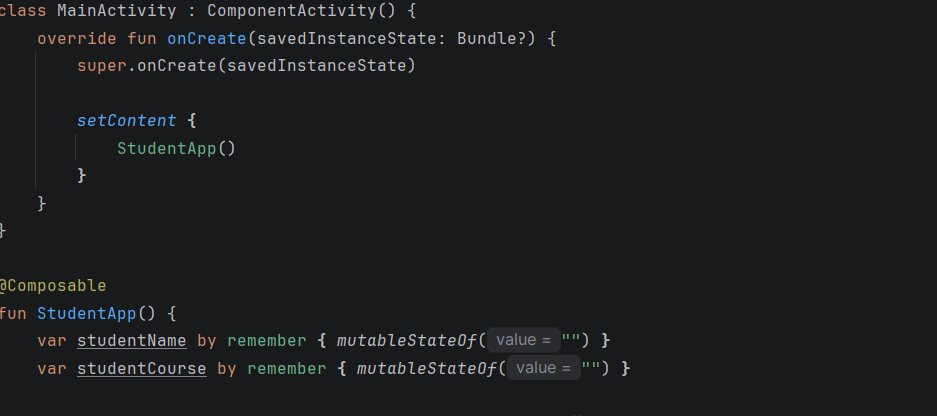 class MainActivity : ComponentActivity() {
override fun onCreate(savedInstanceState: Bundle?) {
super.onCreate(savedInstanceState)
setContent {
StudentApp()
}
}
}
@Composable
fun StudentApp() {
var studentName by remember { mutableStateOf( value = "") }
var studentCourse by remember { mutableStateOf( value = "") }